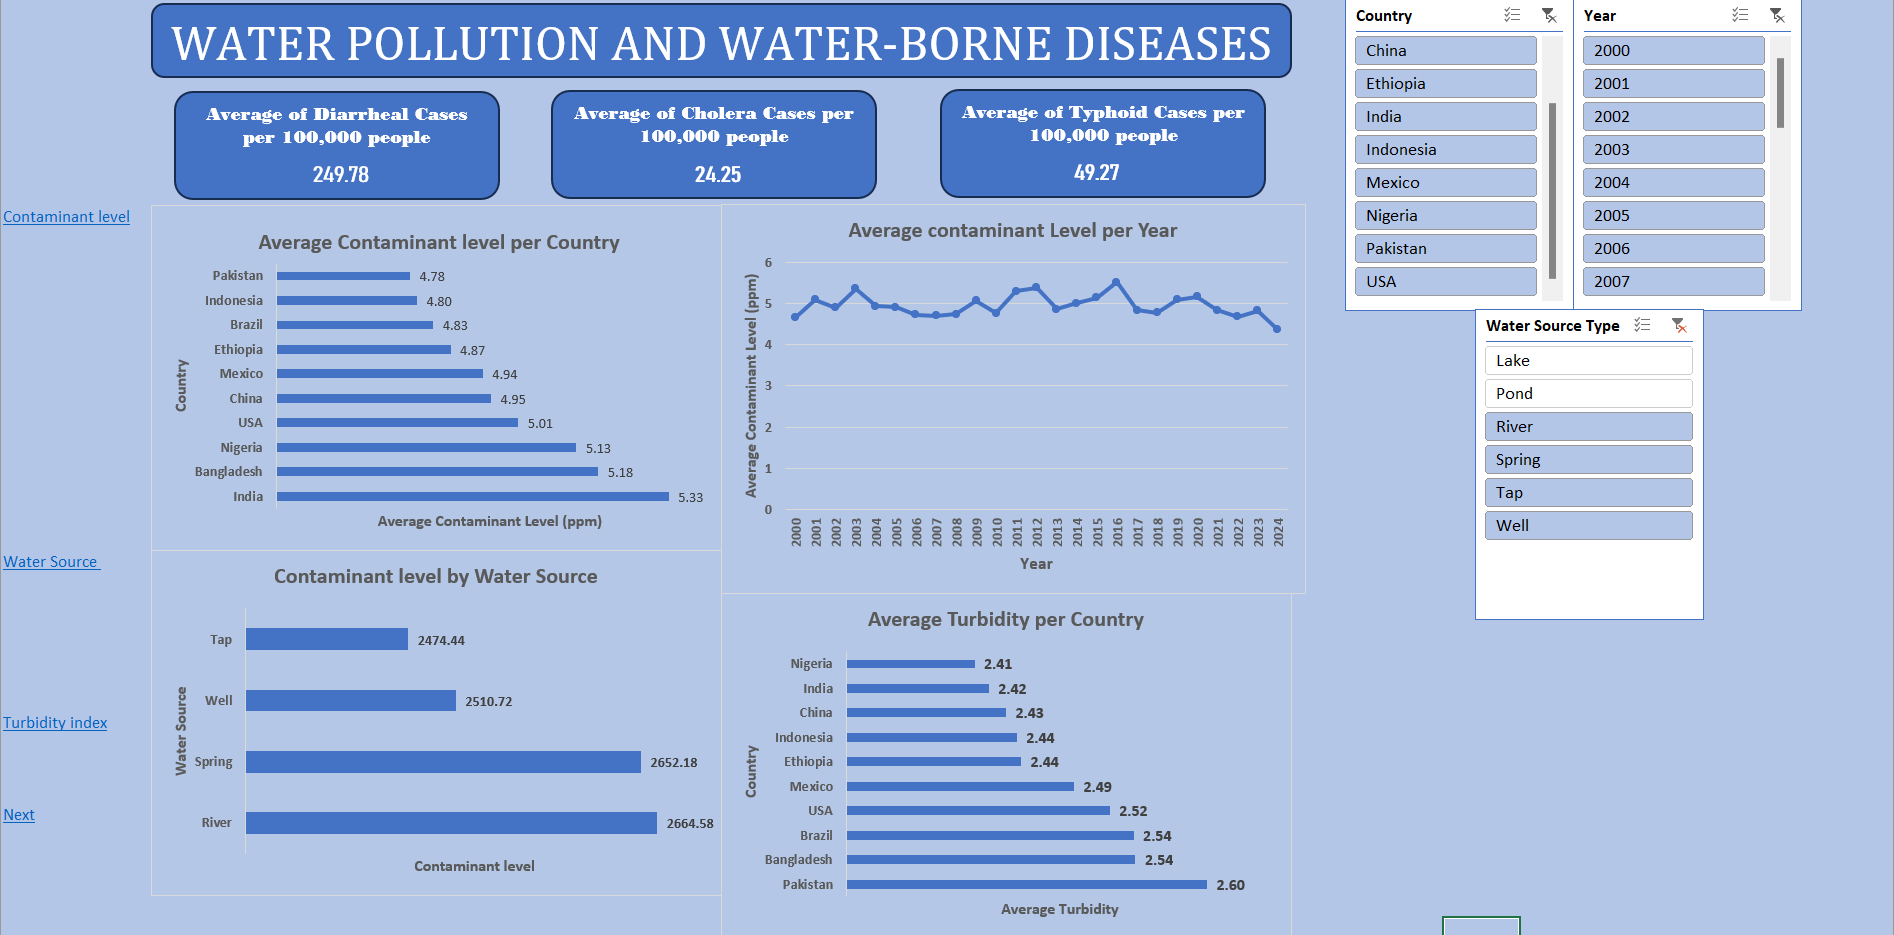 WATER POLLUTION AND WATER-BORNE DISEASES
Average of Diarrheal Cases
per 100,000 people
249.78
Average of Cholera Cases per
100,000 people
24.25
Average of Typhoid Cases per
100,000 people
49.27
Contaminant level
Water Source
Turbidity index
Next
Average Contaminant level per Country
Country
Pakistan 4.78
Indonesia 4.80
Brazil 4.83
Ethiopia 4.87
Mexico 4.94
China 4.95
USA 5.01
Nigeria 5.13
Bangladesh 5.18
India 5.33
Average Contaminant Level (ppm)
Average contaminant Level per Year
Average Contaminant Level (ppm)
6
5
4
3
2
1
0
2000 2001 2002 2003 2004 2005 2006 2007 2008 2009 2010 2011 2012 2013 2014 2015 2016 2017 2018 2019 2020 2021 2022 2023 2024
Year
Contaminant level by Water Source
Water Source
Tap 2474.44
Well 2510.72
Spring 2652.18
River 2664.58
Contaminant level
Average Turbidity per Country
Country
Nigeria 2.41
India 2.42
China 2.43
Indonesia 2.44
Ethiopia 2.44
Mexico 2.49
USA 2.52
Brazil 2.54
Bangladesh 2.54
Pakistan 2.60
Average Turbidity
Country
China
Ethiopia
India
Indonesia
Mexico
Nigeria
Pakistan
USA
Year
2000
2001
2002
2003
2004
2005
2006
2007
Water Source Type
Lake
Pond
River
Spring
Tap
Well